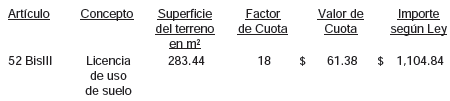 Artículo Concepto Superficie del terreno en m² Factor de Cuota Valor de Cuota Importe según Ley
52 BisIII Licencia de uso de suelo 283.44 18 $ 61.38 $ 1,104.84